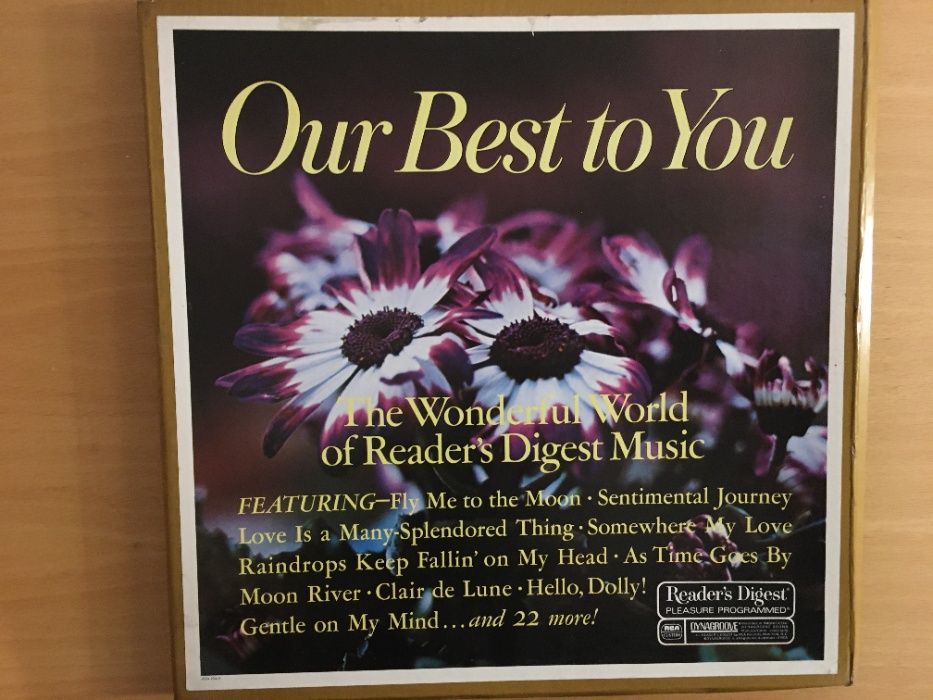 Our Best to You
The Wonderful World
of Reader's Digest Music
FEATURING—Fly Me to the Moon · Sentimental Journey
Love Is a Many-Splendored Thing · Somewhere My Love
Raindrops Keep Fallin' on My Head · As Time Goes By
Moon River · Clair de Lune · Hello, Dolly!
Gentle on My Mind...and 22 more!
Reader's Digest
PLEASURE PROGRAMMED
RCA
CUSTOM
DYNAGROOVE